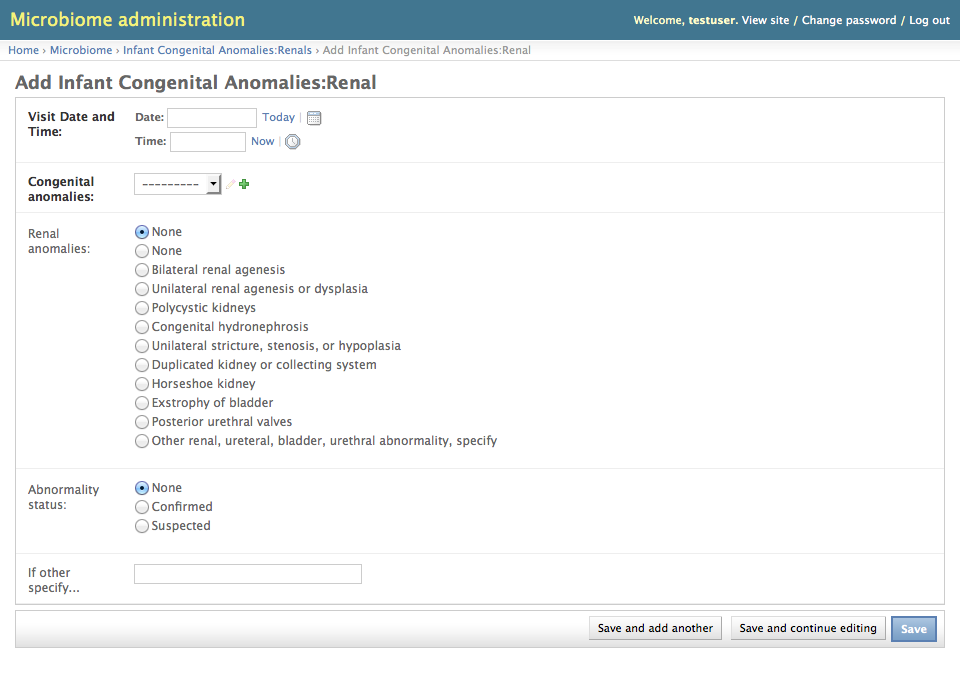 Microbiome administration
Welcome, testuser. View site / Change password / Log out
Home › Microbiome › Infant Congenital Anomalies:Renals › Add Infant Congenital Anomalies:Renal
Add Infant Congenital Anomalies:Renal
Visit Date and
Time:
Date: Today |
Time: Now |
Congenital
anomalies:
---------
Renal
anomalies:
None
None
Bilateral renal agenesis
Unilateral renal agenesis or dysplasia
Polycystic kidneys
Congenital hydronephrosis
Unilateral stricture, stenosis, or hypoplasia
Duplicated kidney or collecting system
Horseshoe kidney
Exstrophy of bladder
Posterior urethral valves
Other renal, ureteral, bladder, urethral abnormality, specify
Abnormality
status:
None
Confirmed
Suspected
If other
specify...
Save and add another
Save and continue editing
Save